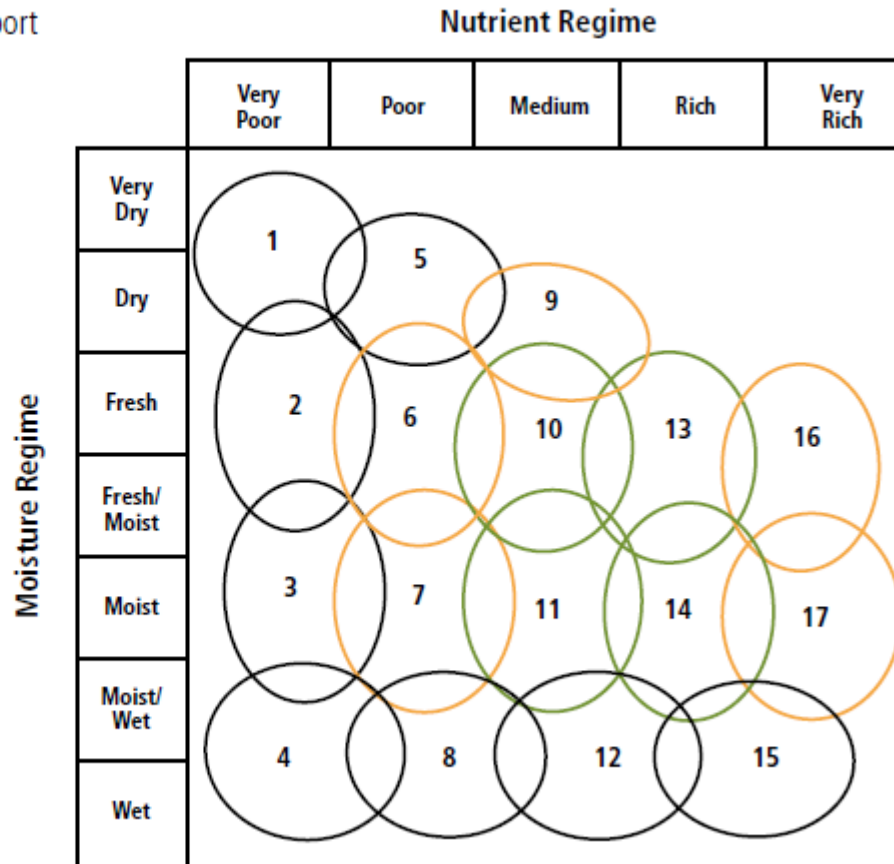 Nutrient Regime
Very
Poor
Poor
Medium
Rich
Very
Rich
Moisture Regime
Very
Dry
Dry
Fresh
Fresh/
Moist
Moist
Moist/
Wet
Wet
1
5
9
2
6
10
13
16
3
7
11
14
17
4
8
12
15